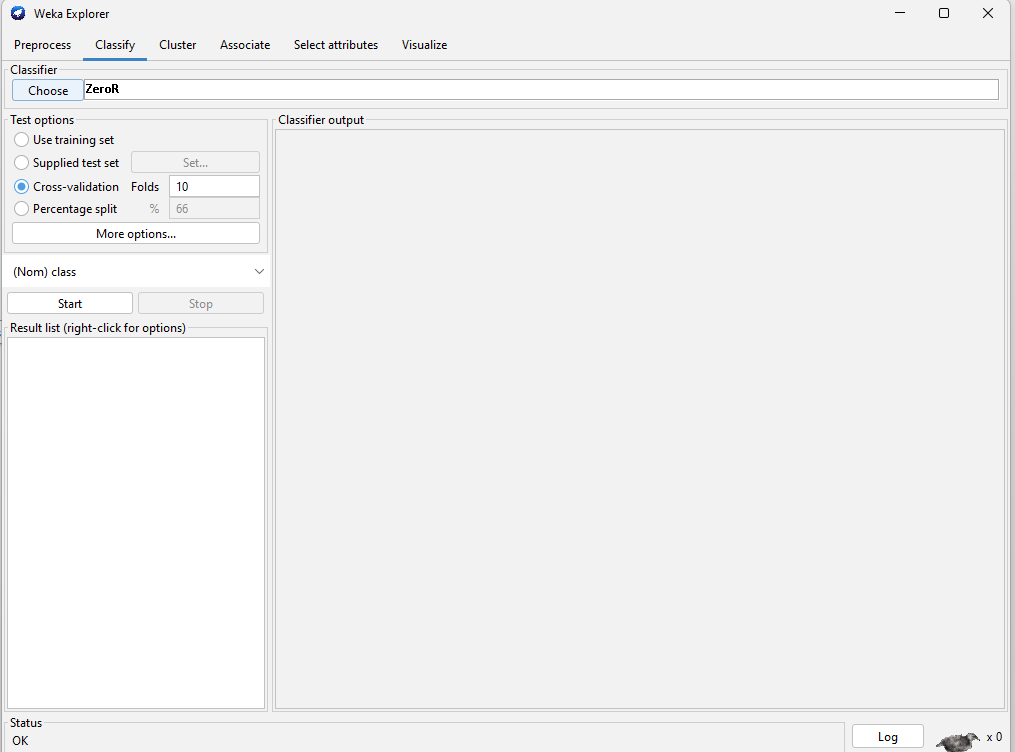 Weka Explorer
Preprocess Classify Cluster Associate Select attributes Visualize
Classifier
Choose ZeroR
Test options
Use training set
Supplied test set Set...
Cross-validation Folds 10
Percentage split % 66
More options...
(Nom) class
Start Stop
Result list (right-click for options)
Classifier output
Status
OK
Log x 0